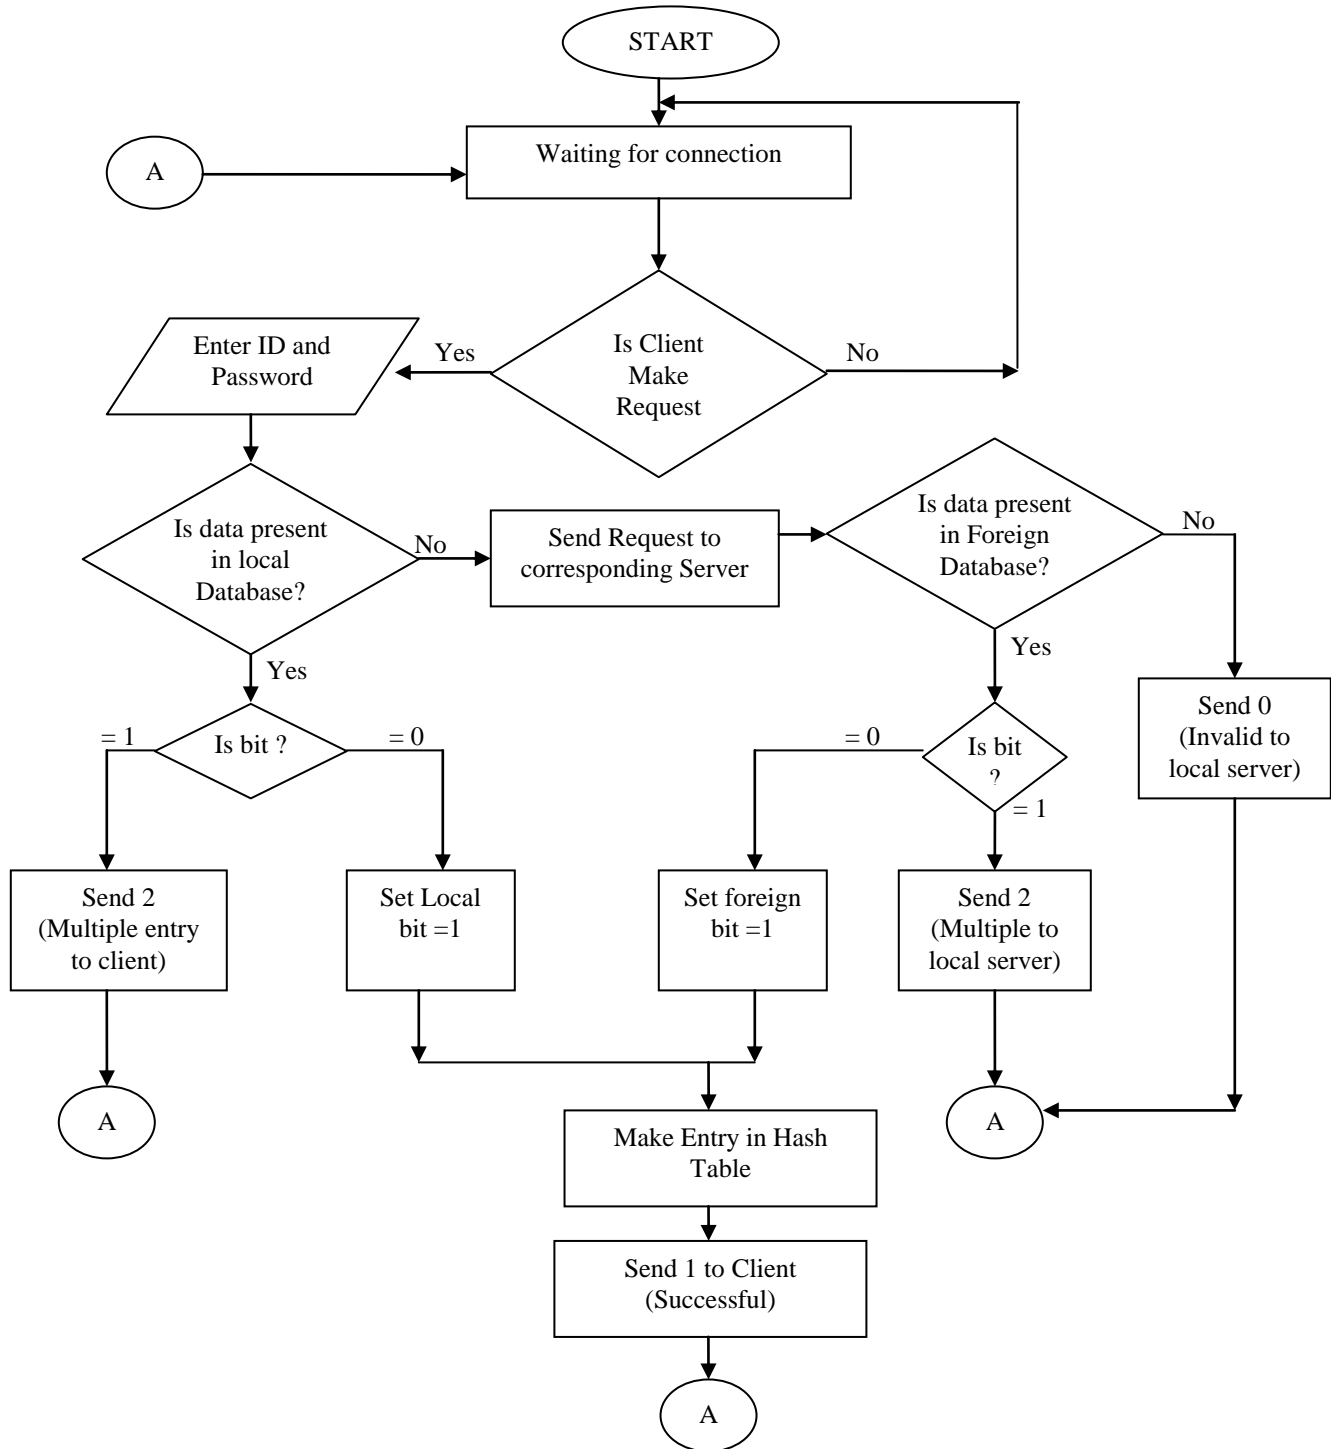 START
Waiting for connection
A
Is Client
Make
Request
Yes
No
Enter ID and
Password
Is data present
in local
Database?
No
Send Request to
corresponding Server
Is data present
in Foreign
Database?
No
Yes
Yes
Is bit ?
= 1
= 0
Is bit
?
= 0
= 1
Send 0
(Invalid to
local server)
Send 2
(Multiple entry
to client)
Set Local
bit =1
Set foreign
bit =1
Send 2
(Multiple to
local server)
A
A
Make Entry in Hash
Table
Send 1 to Client
(Successful)
A